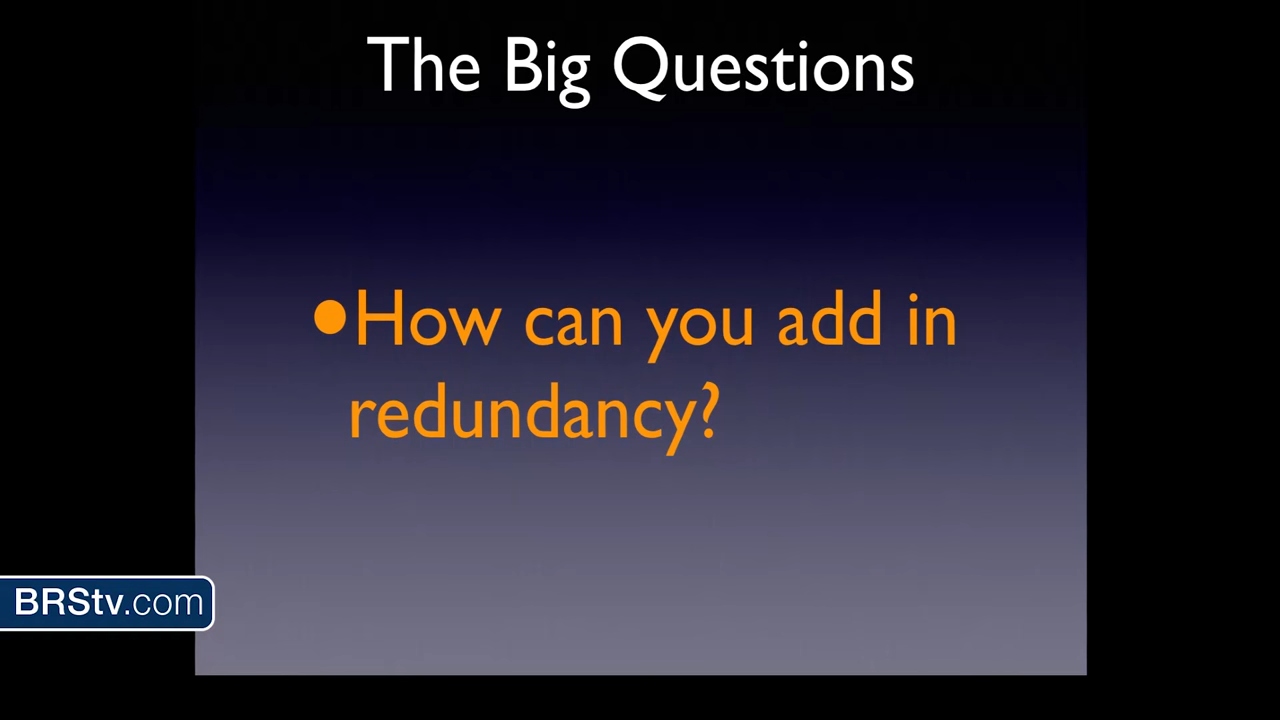 The Big Questions
•How can you add in
redundancy?
BRStv.com